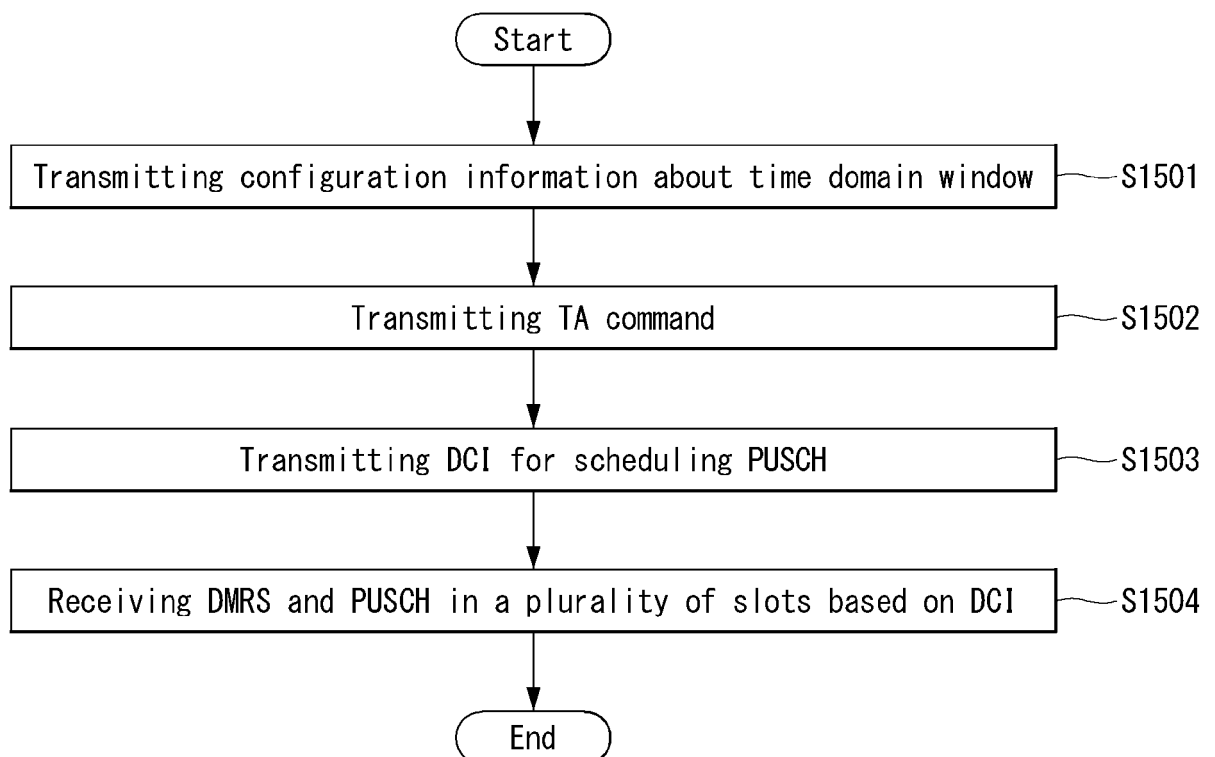 Start
Transmitting configuration information about time domain window
S1501
Transmitting TA command
S1502
Transmitting DCI for scheduling PUSCH
S1503
Receiving DMRS and PUSCH in a plurality of slots based on DCI
S1504
End